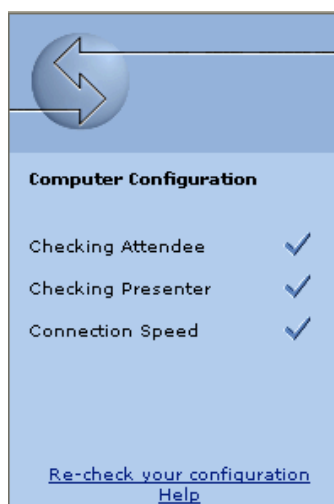 Computer Configuration
Checking Attendee
Checking Presenter
Connection Speed
Re-check your configuration
Help